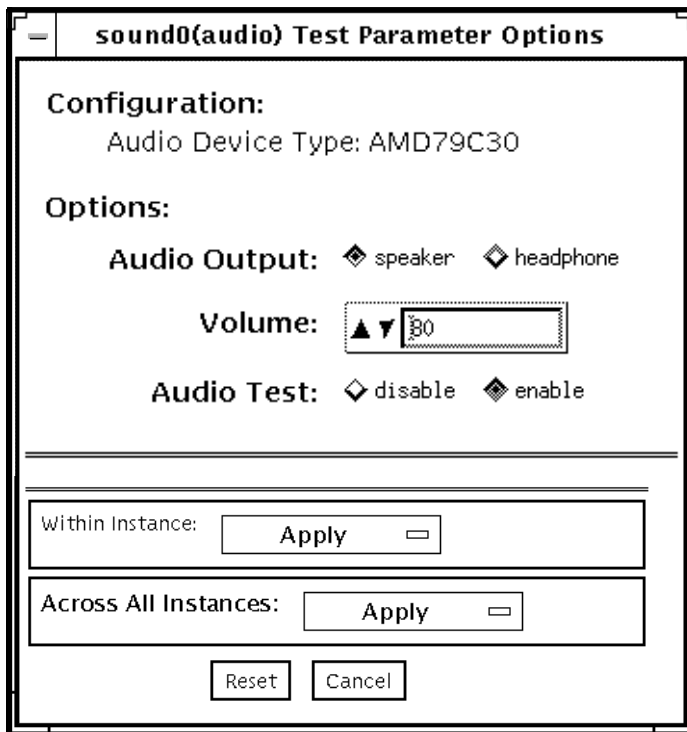 sound0(audio) Test Parameter Options
Configuration:
Audio Device Type: AMD79C30
Options:
Audio Output: speaker headphone
Volume: 80
Audio Test: disable enable
Within Instance: Apply
Across All Instances: Apply
Reset Cancel